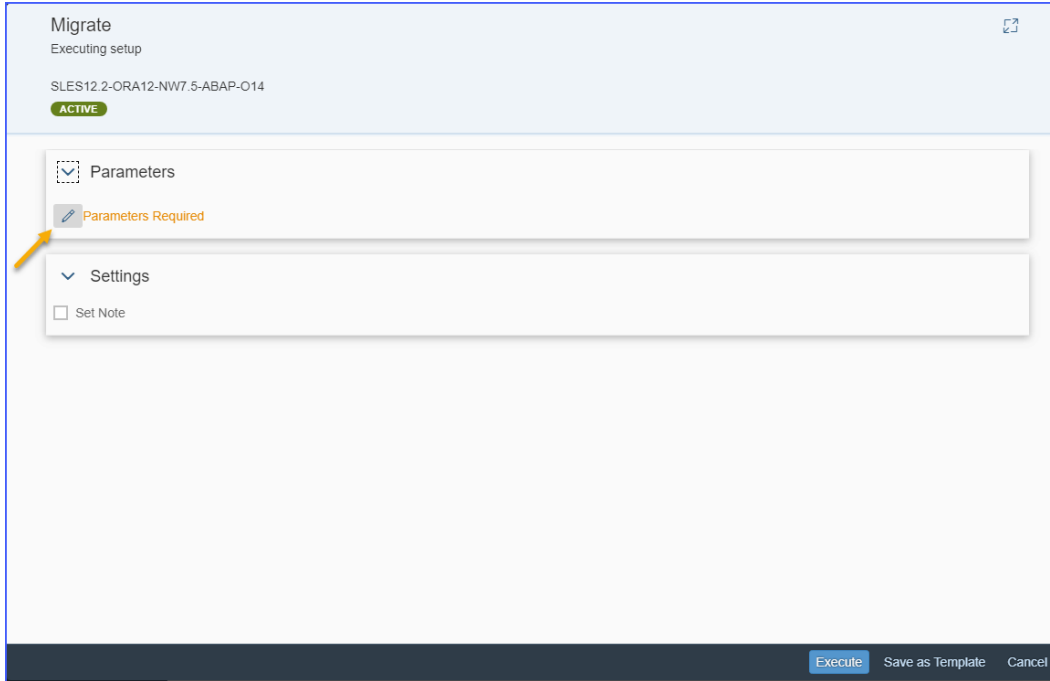 Migrate
Executing setup
SLES12.2-ORA12-NW7.5-ABAP-O14
ACTIVE
Parameters
Parameters Required
Settings
Set Note
Execute Save as Template Cancel